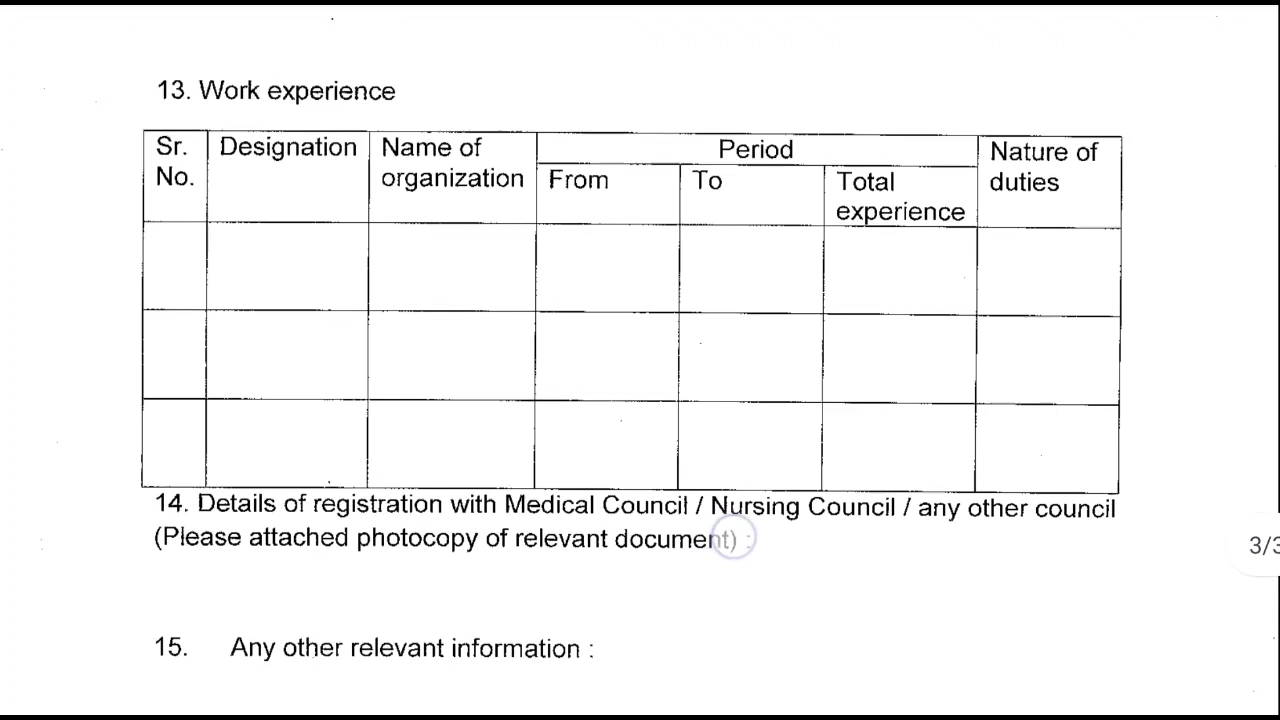 13. Work experience
Sr. No. Designation Name of organization Period Nature of duties
From To Total experience
14. Details of registration with Medical Council / Nursing Council / any other council
(Please attached photocopy of relevant document) :
15. Any other relevant information :
3/3